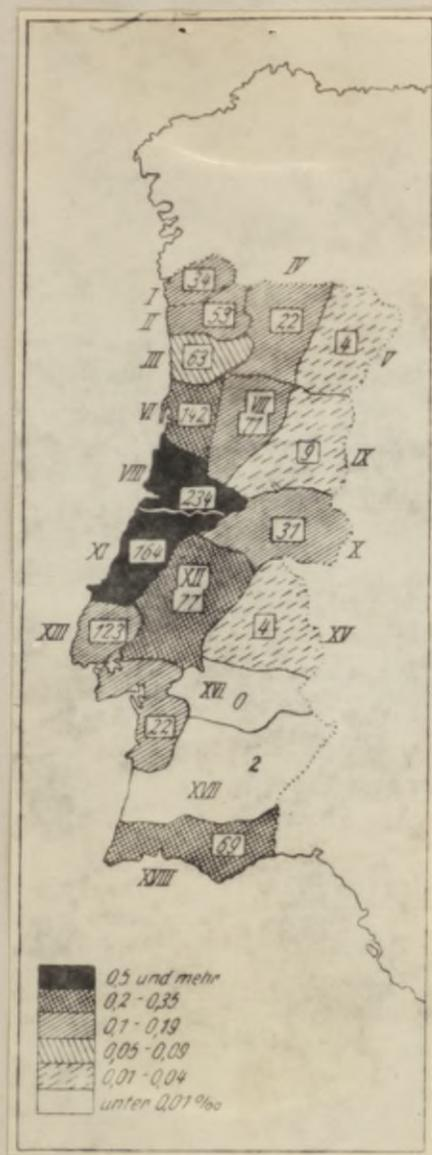 IV
34
I
53
22
II
4
V
III
63
VI
142
VII
71
9
IX
VIII
234
31
X
XI
164
XII
77
XIII
123
4
XV
XVI 0
22
2
XVII
69
XVIII
0,5 und mehr
0,2 - 0,35
0,1 - 0,19
0,05 - 0,09
0,01 - 0,04
unter 0,01 ‰